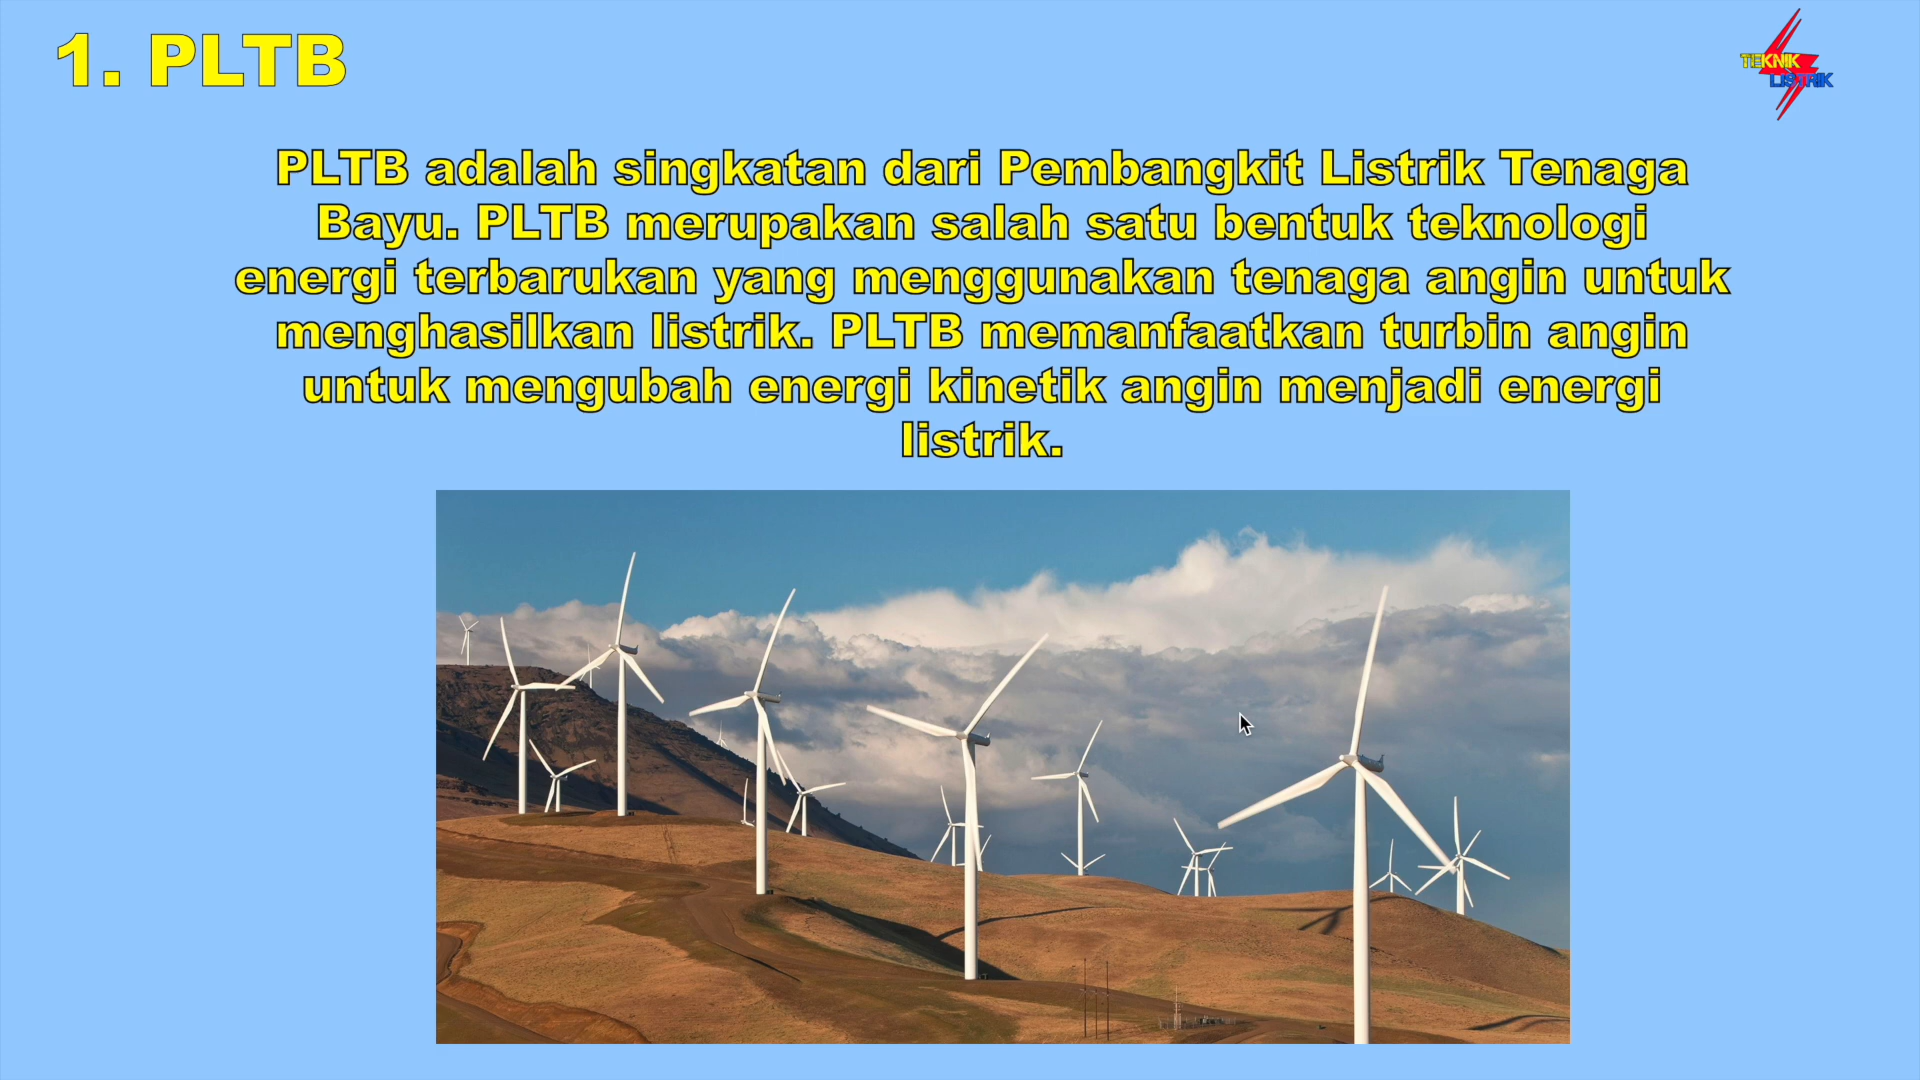 1. PLTB
TEKNIK
LISTRIK
PLTB adalah singkatan dari Pembangkit Listrik Tenaga
Bayu. PLTB merupakan salah satu bentuk teknologi
energi terbarukan yang menggunakan tenaga angin untuk
menghasilkan listrik. PLTB memanfaatkan turbin angin
untuk mengubah energi kinetik angin menjadi energi
listrik.